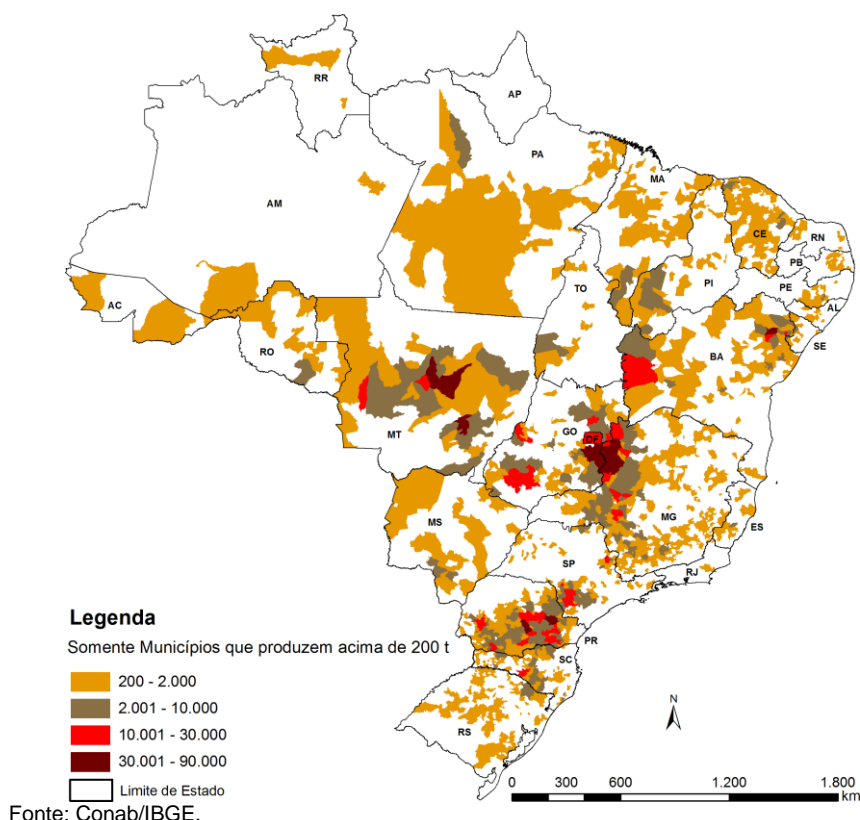 RR
AP
AM
PA
MA
CE
RN
PB
PE
AL
SE
PI
TO
AC
RO
BA
MT
GO
DF
MG
ES
MS
SP
RJ
PR
SC
RS
Legenda
Somente Municípios que produzem acima de 200 t
200 - 2.000
2.001 - 10.000
10.001 - 30.000
30.001 - 90.000
Limite de Estado
N
0 300 600 1.200 1.800
km
Fonte: Conab/IBGE.